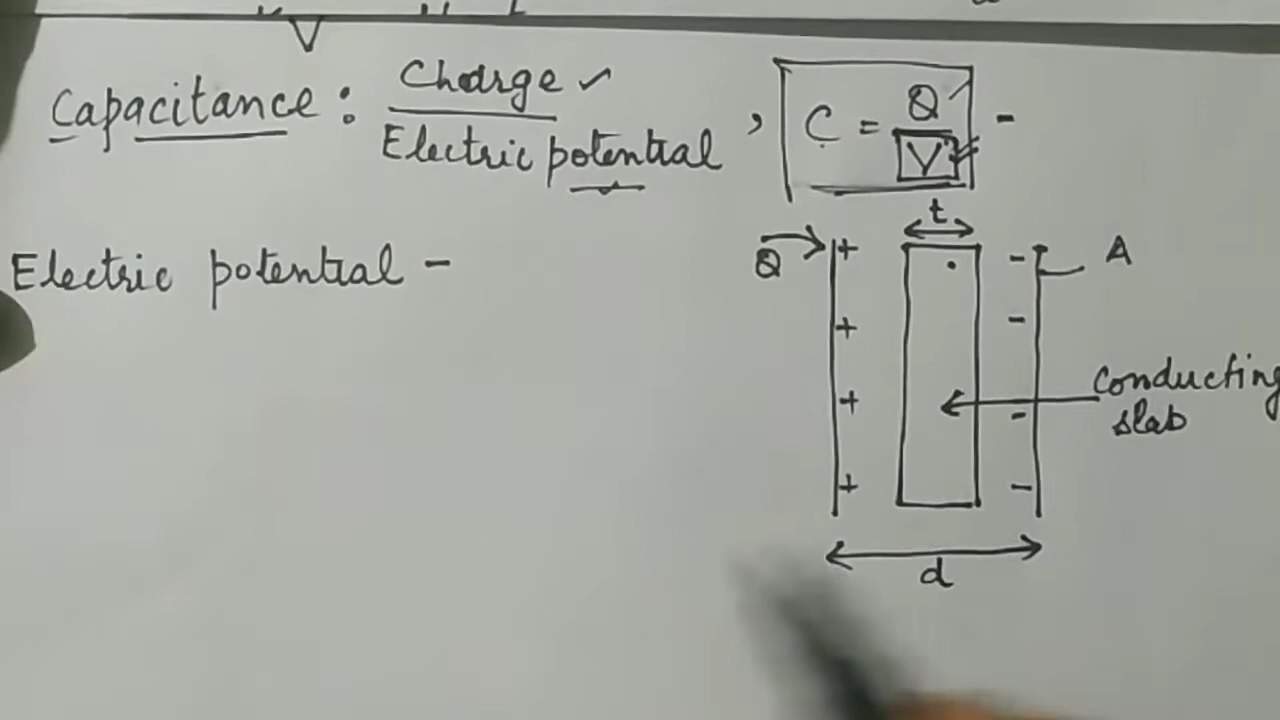 Capacitance : Charge ✓
Electric potential , C = Q
V -
Electric potential -
t
Q + - A
+ -
+ - conducting
slab
+ -
d